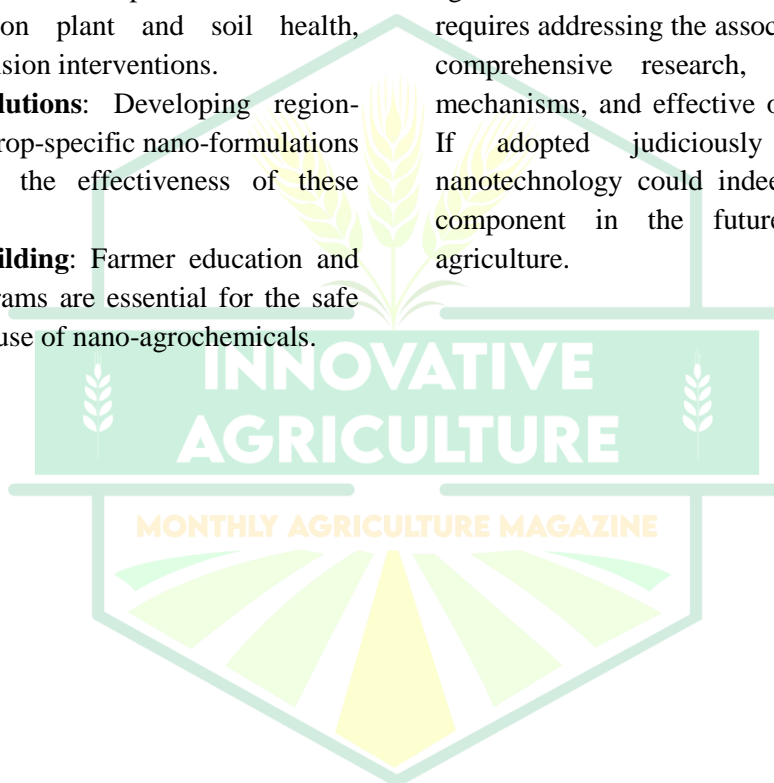 on plant and soil health,
ision interventions.
lutions: Developing region-
rop-specific nano-formulations
the effectiveness of these
ilding: Farmer education and
rams are essential for the safe
use of nano-agrochemicals.
requires addressing the assoc
comprehensive research,
mechanisms, and effective o
If adopted judiciously
nanotechnology could indee
component in the future
agriculture.
INNOVATIVE
AGRICULTURE
MONTHLY AGRICULTURE MAGAZINE